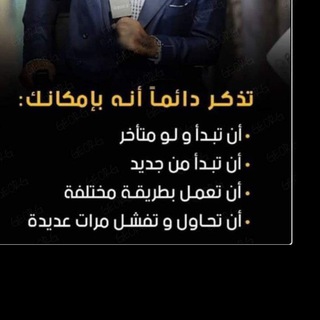 تذكر دائماً أنه بإمكانك:
• أن تبدأ و لو متأخر
• أن تبدأ من جديد
• أن تعمل بطريقة مختلفة
• أن تحاول و تفشل مرات عديدة